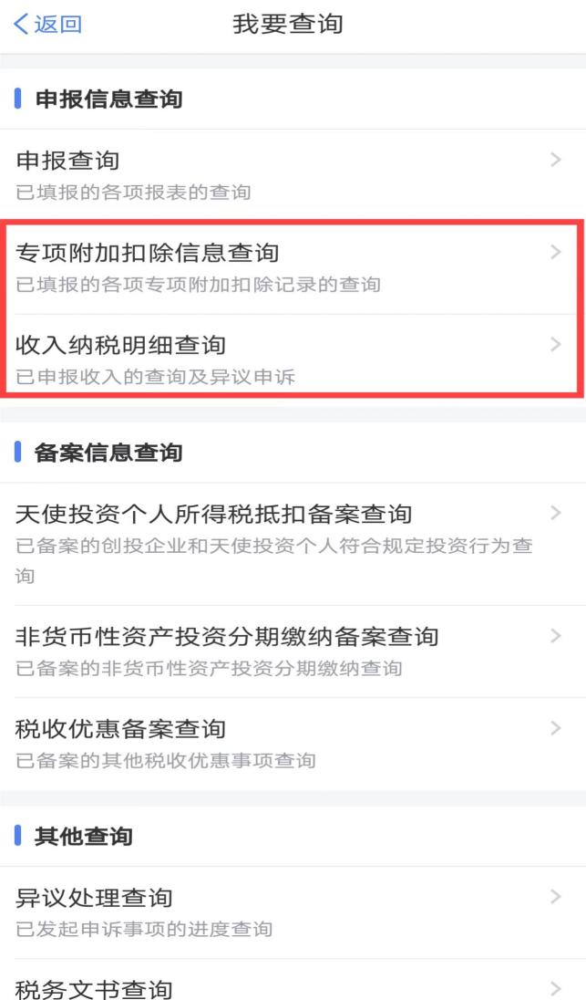 返回
我要查询
申报信息查询
申报查询
已填报的各项报表的查询
专项附加扣除信息查询
已填报的各项专项附加扣除记录的查询
收入纳税明细查询
已申报收入的查询及异议申诉
备案信息查询
天使投资个人所得税抵扣备案查询
已备案的创投企业和天使投资个人符合规定投资行为查
询
非货币性资产投资分期缴纳备案查询
已备案的非货币性资产投资分期缴纳查询
税收优惠备案查询
已备案的其他税收优惠事项查询
其他查询
异议处理查询
已发起申诉事项的进度查询
税务文书查询